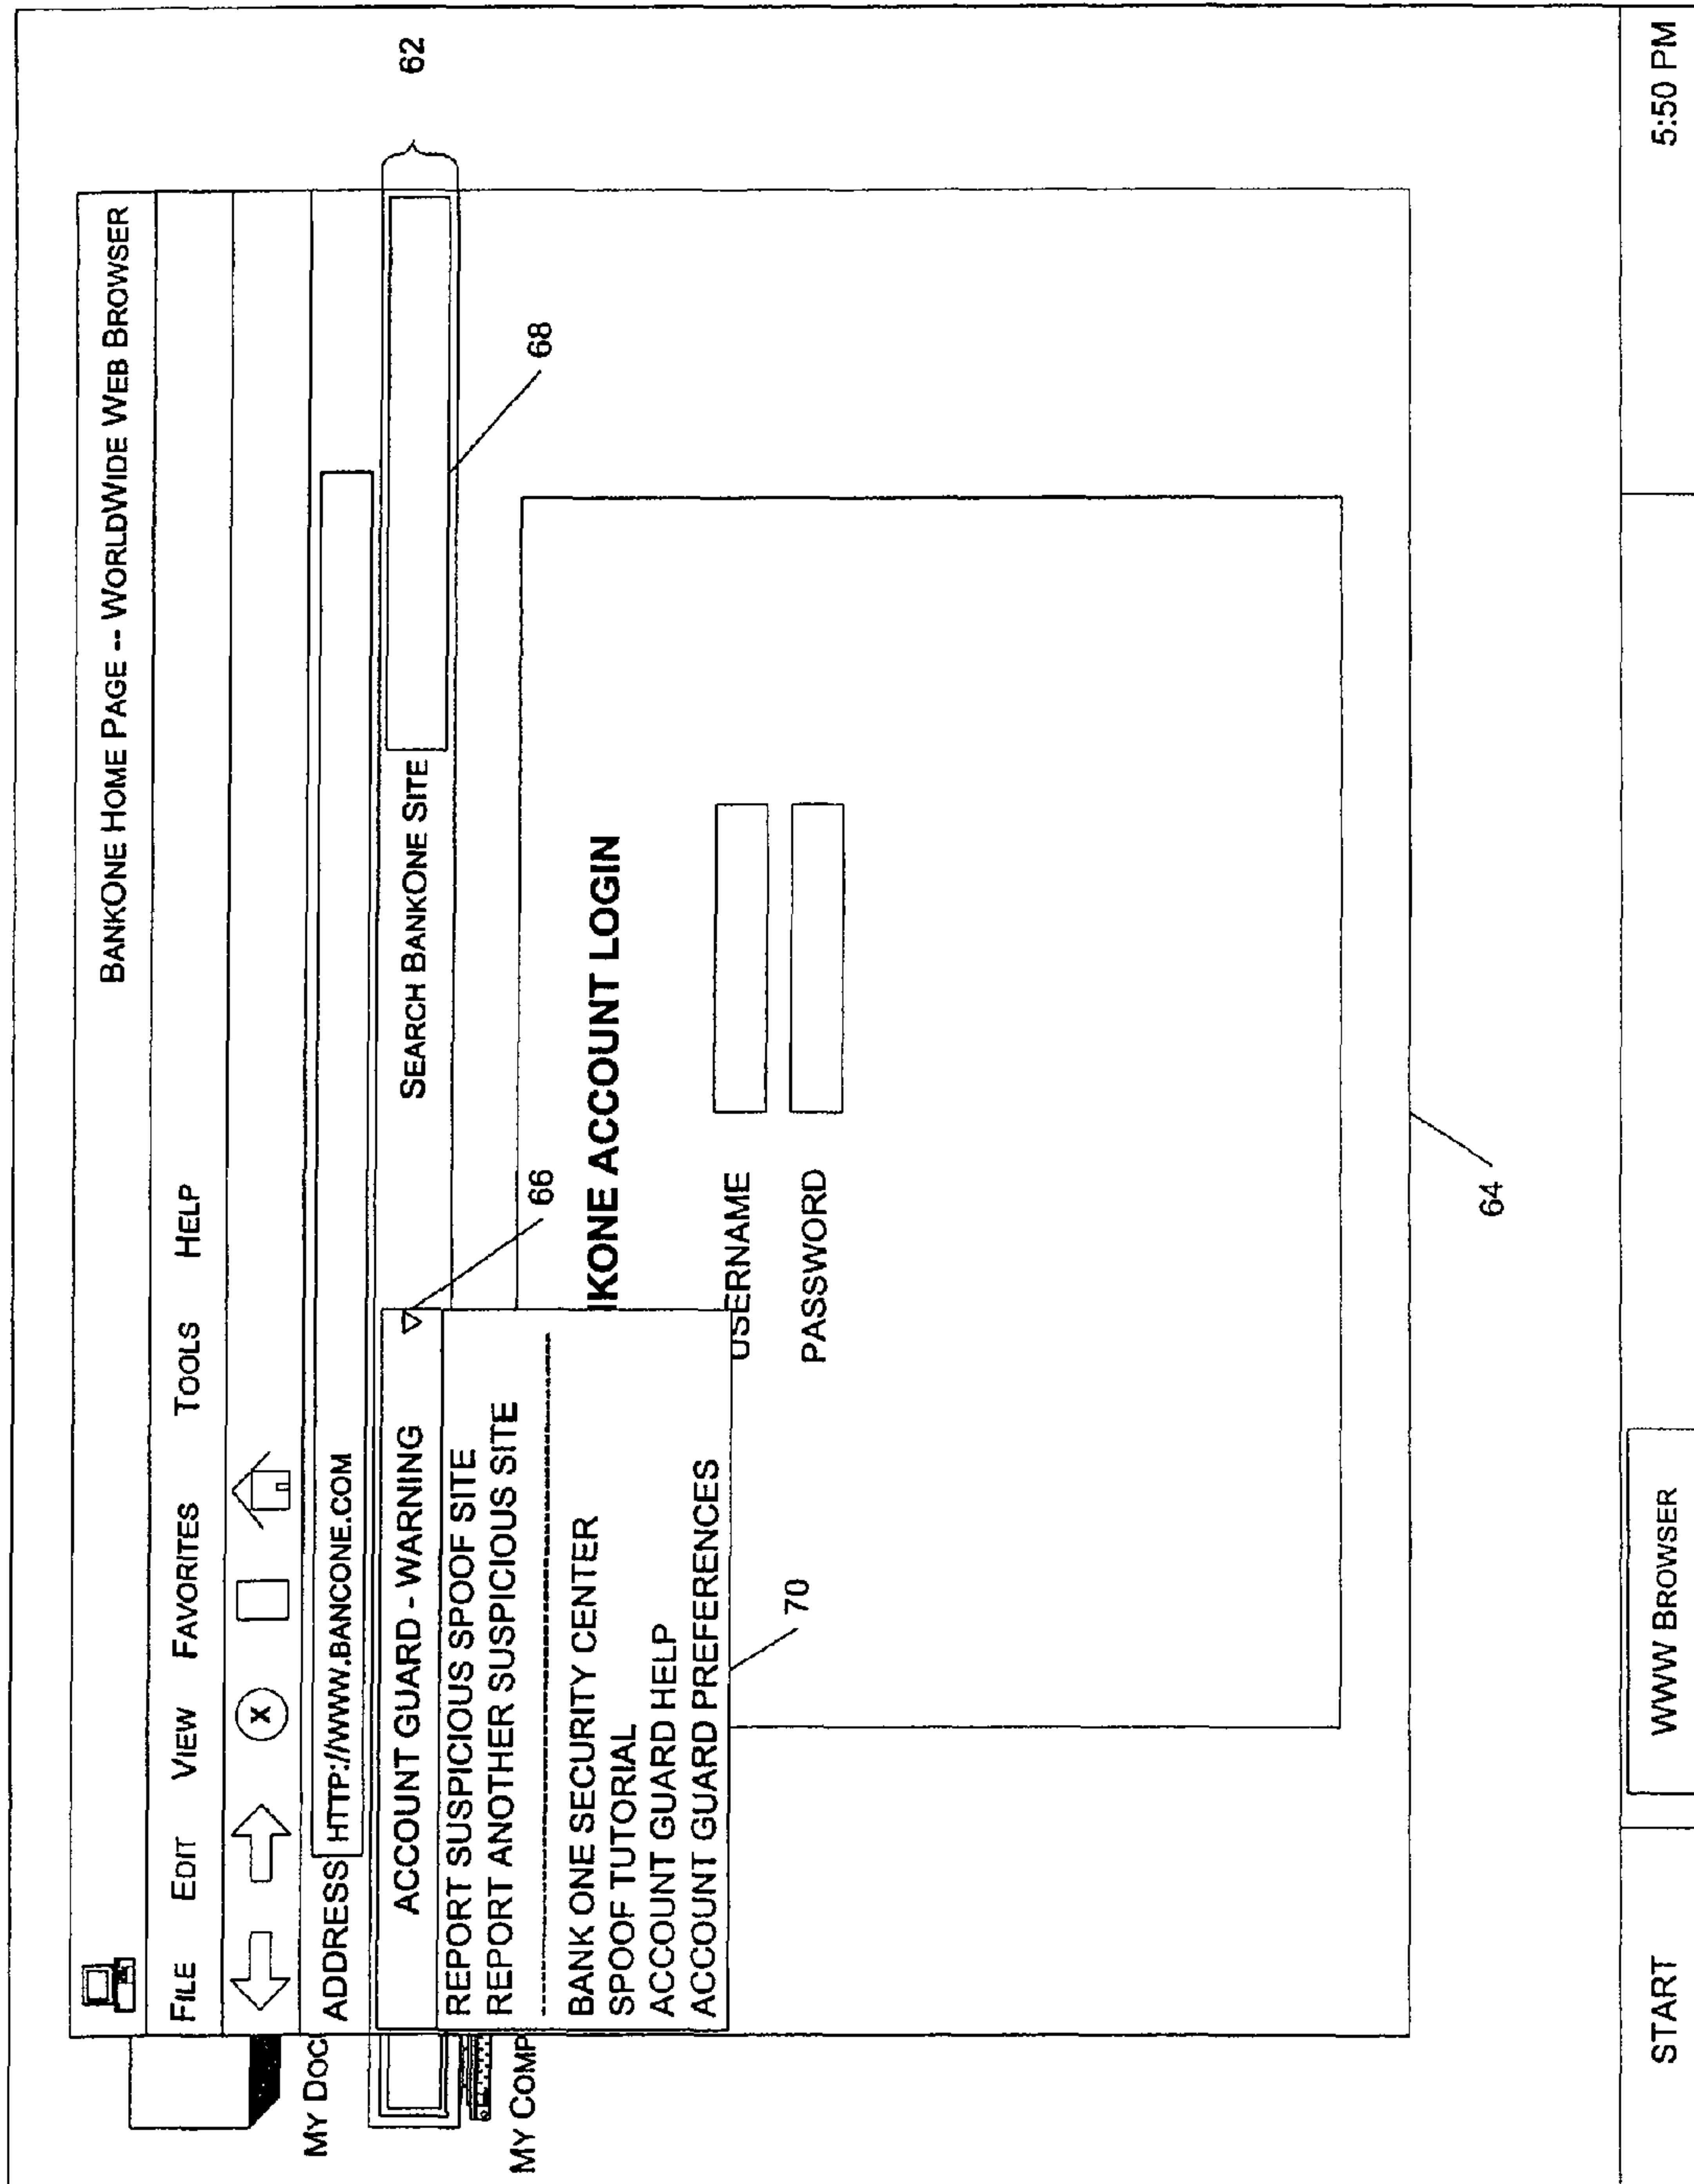 BANKONE HOME PAGE -- WORLDWIDE WEB BROWSER
FILE EDIT VIEW FAVORITES TOOLS HELP
X
MY DOC
ADDRESS HTTP://WWW.BANCONE.COM
62
ACCOUNT GUARD - WARNING
SEARCH BANKONE SITE
REPORT SUSPICIOUS SPOOF SITE
REPORT ANOTHER SUSPICIOUS SITE
66
68
MY COMP
BANK ONE SECURITY CENTER
SPOOF TUTORIAL
ACCOUNT GUARD HELP
ACCOUNT GUARD PREFERENCES
IKONE ACCOUNT LOGIN
USERNAME
PASSWORD
70
64
START WWW BROWSER 5:50 PM